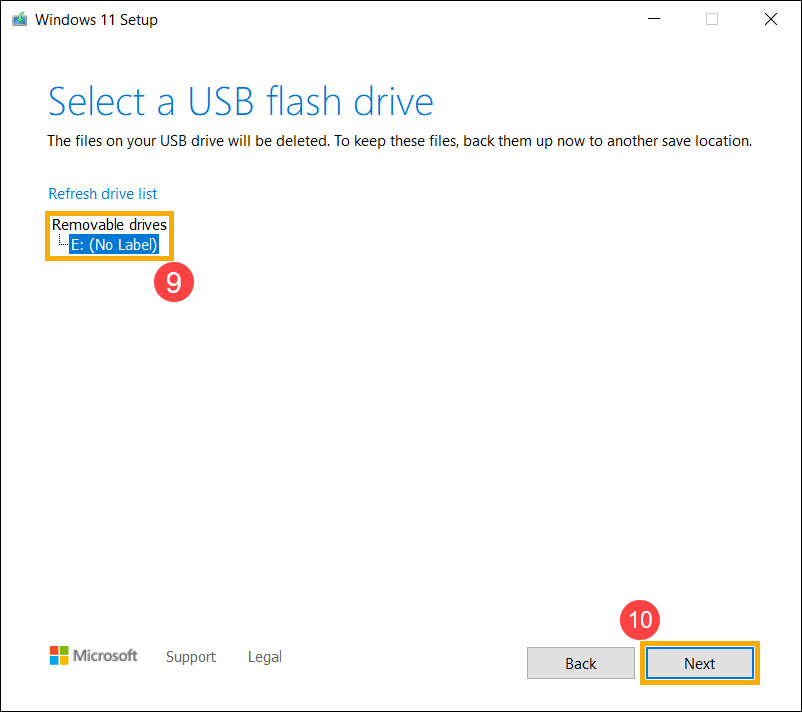 Windows 11 Setup
Select a USB flash drive
The files on your USB drive will be deleted. To keep these files, back them up now to another save location.
Refresh drive list
Removable drives
E: (No Label)
9
10
Microsoft Support Legal Back Next